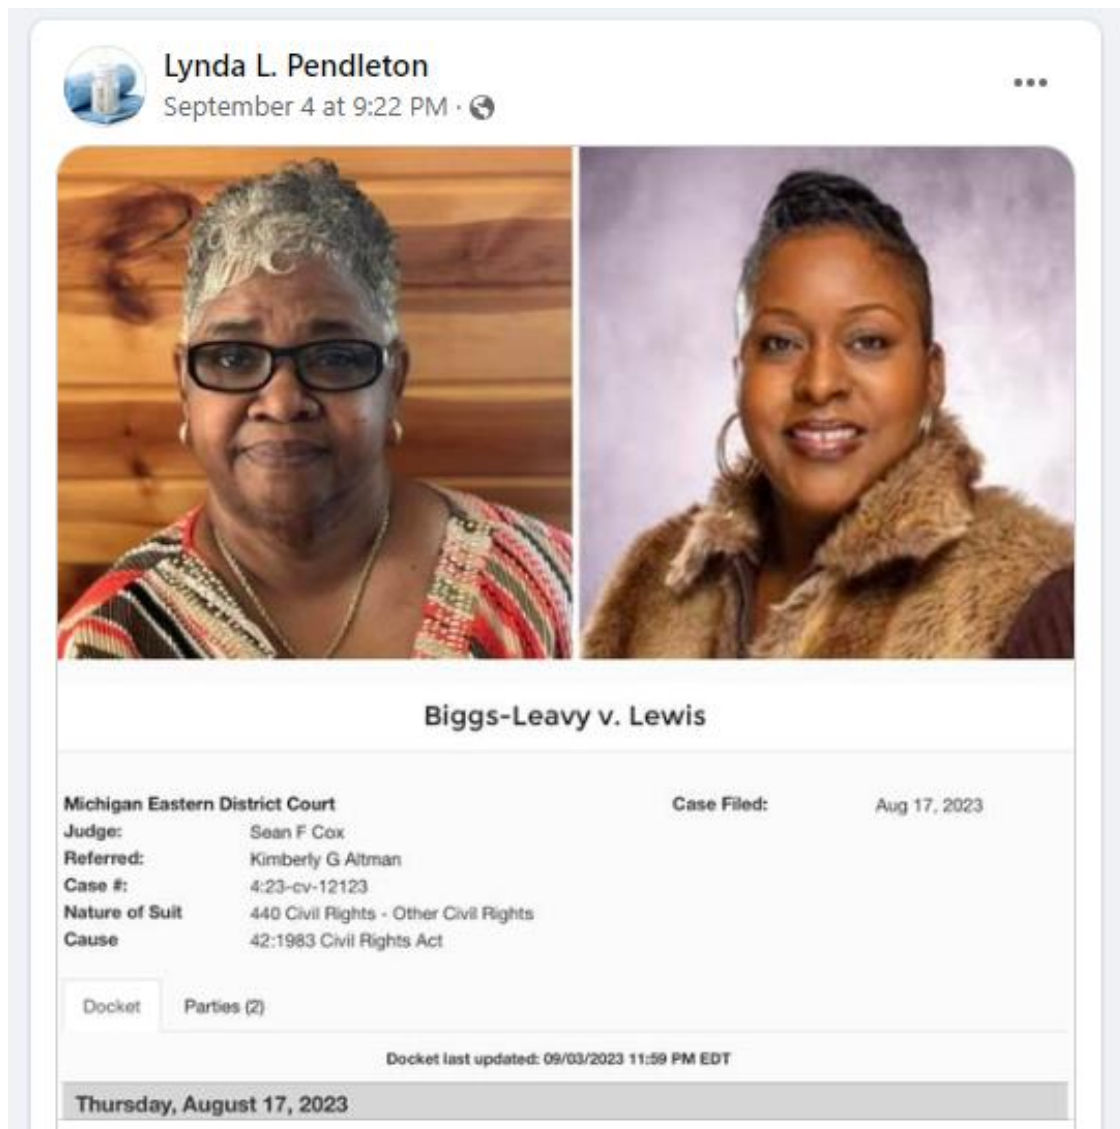 Lynda L. Pendleton
September 4 at 9:22 PM ·
Biggs-Leavy v. Lewis
Michigan Eastern District Court
Case Filed: Aug 17, 2023
Judge: Sean F Cox
Referred: Kimberly G Altman
Case #: 4:23-cv-12123
Nature of Suit 440 Civil Rights - Other Civil Rights
Cause 42:1983 Civil Rights Act
Docket Parties (2)
Docket last updated: 09/03/2023 11:59 PM EDT
Thursday, August 17, 2023